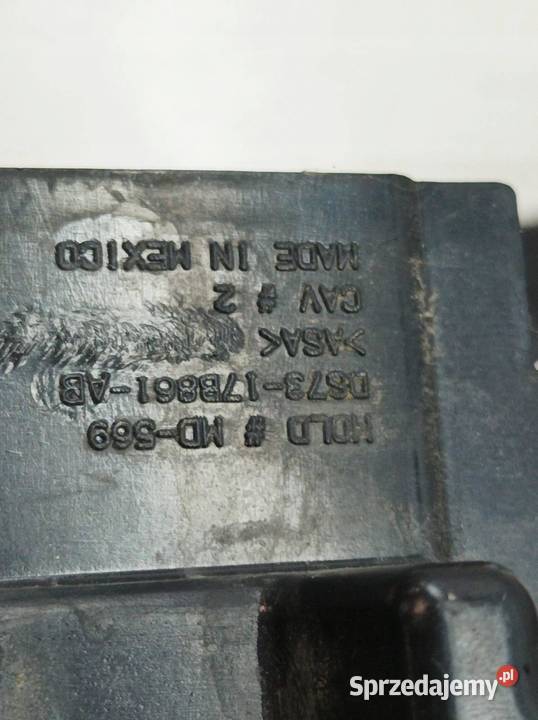 MOLD # MD-569
DS73-17B861-AB
>ASA<
CAV # 2
MADE IN MEXICO
Sprzedajemy.pl